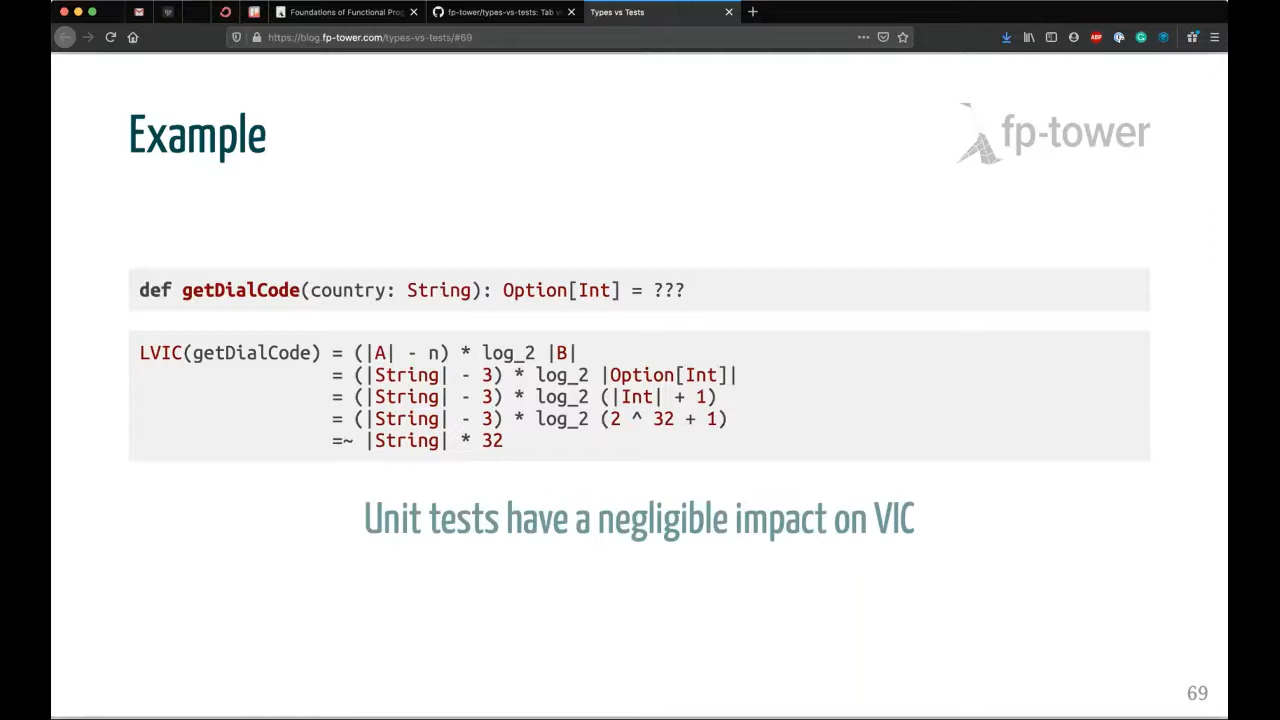 Foundations of Functional Prog
fp-tower/types-vs-tests: Tab v
Types vs Tests
https://blog.fp-tower.com/types-vs-tests/#69
ABP
Example
fp-tower
def getDialCode(country: String): Option[Int] = ???
LVIC(getDialCode) = (|A| - n) * log_2 |B|
= (|String| - 3) * log_2 |Option[Int]|
= (|String| - 3) * log_2 (|Int| + 1)
= (|String| - 3) * log_2 (2 ^ 32 + 1)
=~ |String| * 32
Unit tests have a negligible impact on VIC
69